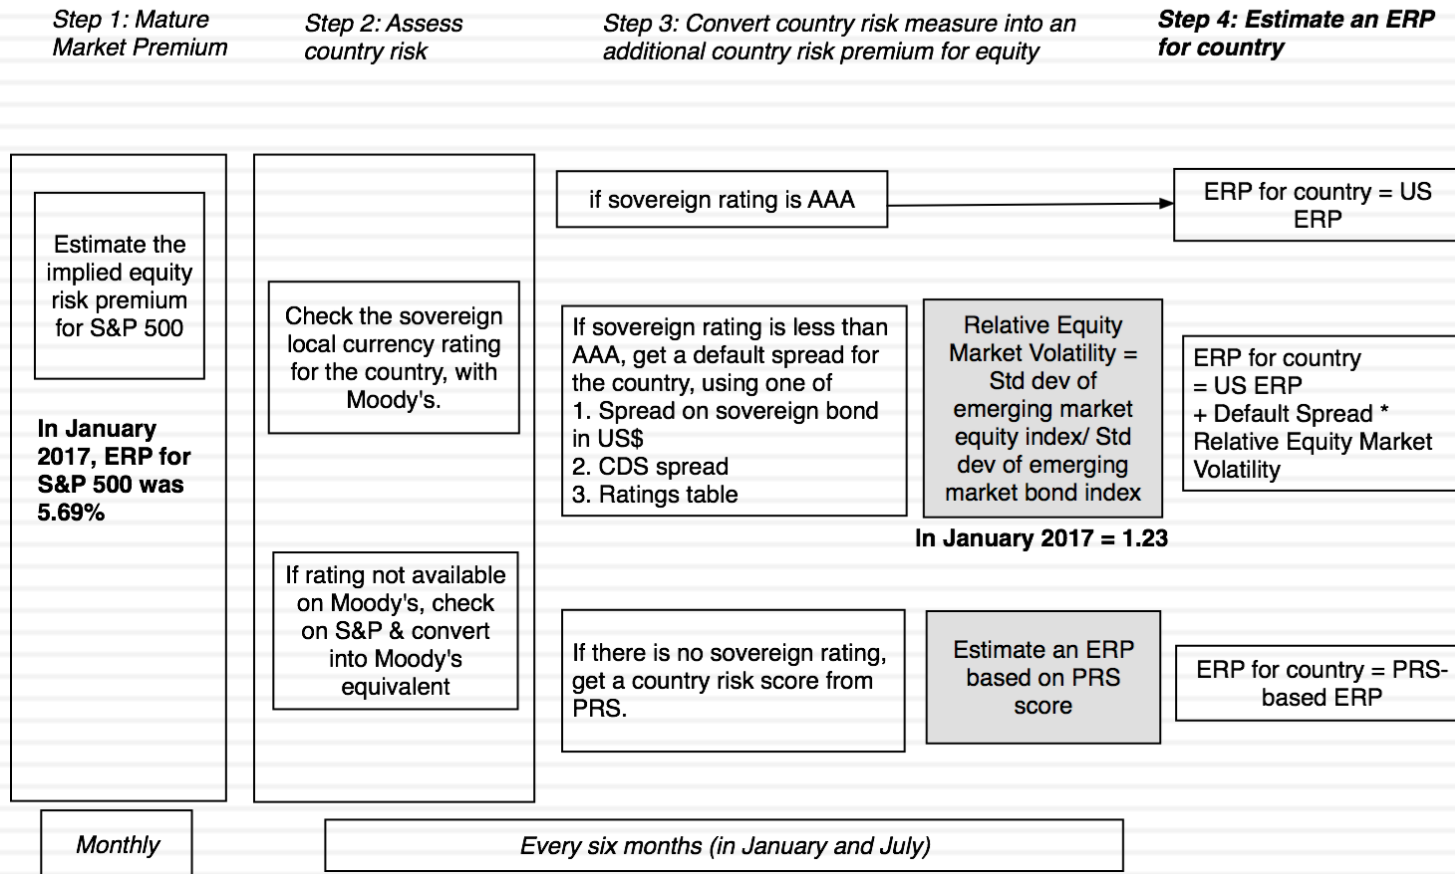 Step 1: Mature
Market Premium
Step 2: Assess
country risk
Step 3: Convert country risk measure into an
additional country risk premium for equity
Step 4: Estimate an ERP
for country
Estimate the
implied equity
risk premium
for S&P 500
In January
2017, ERP for
S&P 500 was
5.69%
Check the sovereign
local currency rating
for the country, with
Moody's.
If rating not available
on Moody's, check
on S&P & convert
into Moody's
equivalent
if sovereign rating is AAA
ERP for country = US
ERP
If sovereign rating is less than
AAA, get a default spread for
the country, using one of
1. Spread on sovereign bond
in US$
2. CDS spread
3. Ratings table
Relative Equity
Market Volatility =
Std dev of
emerging market
equity index/ Std
dev of emerging
market bond index
In January 2017 = 1.23
ERP for country
= US ERP
+ Default Spread *
Relative Equity Market
Volatility
If there is no sovereign rating,
get a country risk score from
PRS.
Estimate an ERP
based on PRS
score
ERP for country = PRS-
based ERP
Monthly
Every six months (in January and July)